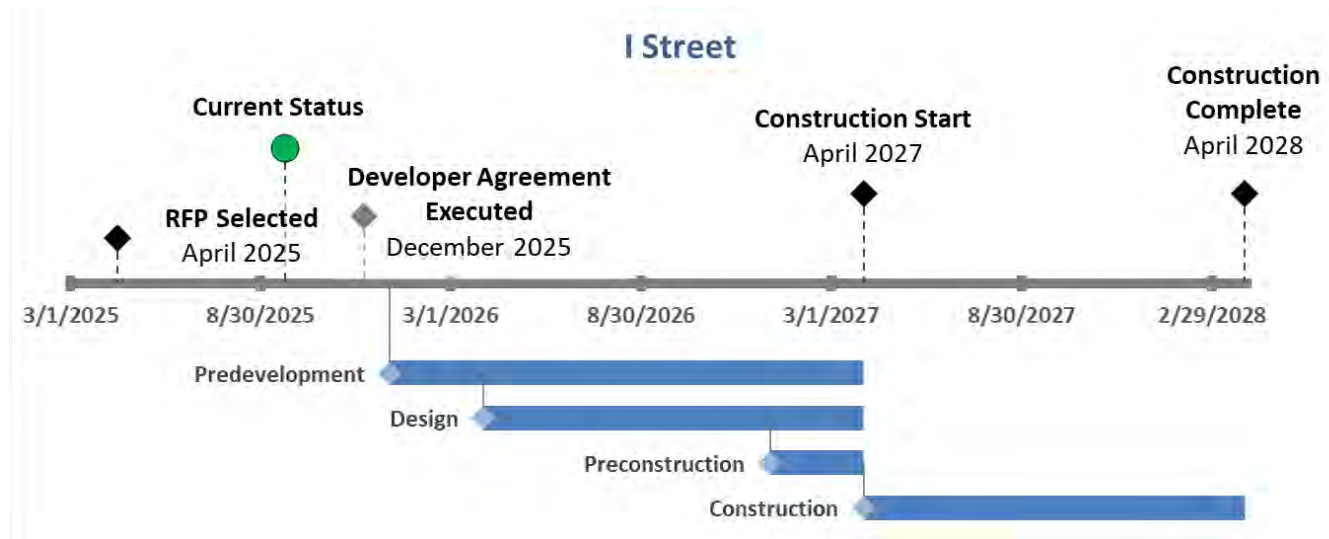 I Street
Current Status
RFP Selected
April 2025
Developer Agreement
Executed
December 2025
Construction Start
April 2027
Construction
Complete
April 2028
3/1/2025
8/30/2025
3/1/2026
8/30/2026
3/1/2027
8/30/2027
2/29/2028
Predevelopment
Design
Preconstruction
Construction